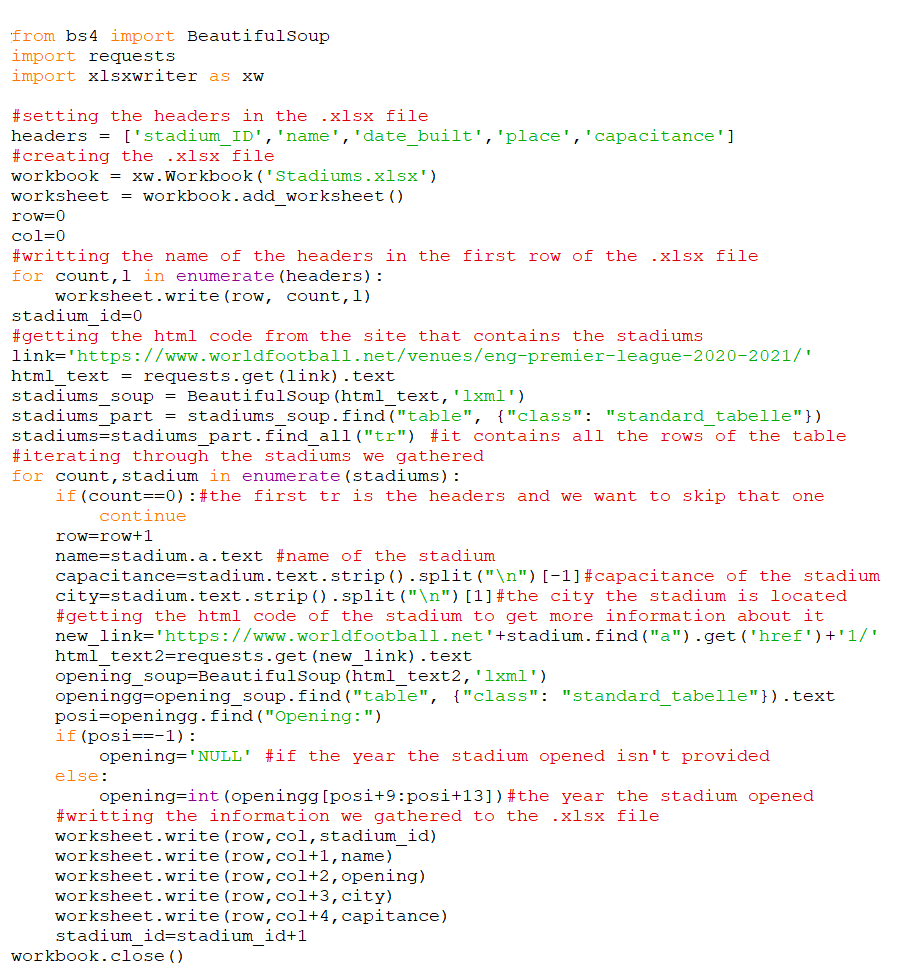 from bs4 import BeautifulSoup
import requests
import xlsxwriter as xw

#setting the headers in the .xlsx file
headers = ['stadium_ID','name','date_built','place','capacitance']
#creating the .xlsx file
workbook = xw.Workbook('Stadiums.xlsx')
worksheet = workbook.add_worksheet()
row=0
col=0
#writting the name of the headers in the first row of the .xlsx file
for count,l in enumerate(headers):
    worksheet.write(row, count,l)
stadium_id=0
#getting the html code from the site that contains the stadiums
link='https://www.worldfootball.net/venues/eng-premier-league-2020-2021/'
html_text = requests.get(link).text
stadiums_soup = BeautifulSoup(html_text,'lxml')
stadiums_part = stadiums_soup.find("table", {"class": "standard_tabelle"})
stadiums=stadiums_part.find_all("tr") #it contains all the rows of the table
#iterating through the stadiums we gathered
for count,stadium in enumerate(stadiums):
    if(count==0):#the first tr is the headers and we want to skip that one
        continue
    row=row+1
    name=stadium.a.text #name of the stadium
    capacitance=stadium.text.strip().split("\n")[-1]#capacitance of the stadium
    city=stadium.text.strip().split("\n")[1]#the city the stadium is located
    #getting the html code of the stadium to get more information about it
    new_link='https://www.worldfootball.net'+stadium.find("a").get('href')+'1/'
    html_text2=requests.get(new_link).text
    opening_soup=BeautifulSoup(html_text2,'lxml')
    openingg=opening_soup.find("table", {"class": "standard_tabelle"}).text
    posi=openingg.find("Opening:")
    if(posi==-1):
        opening='NULL' #if the year the stadium opened isn't provided
    else:
        opening=int(openingg[posi+9:posi+13])#the year the stadium opened
    #writting the information we gathered to the .xlsx file
    worksheet.write(row,col,stadium_id)
    worksheet.write(row,col+1,name)
    worksheet.write(row,col+2,opening)
    worksheet.write(row,col+3,city)
    worksheet.write(row,col+4,capitance)
    stadium_id=stadium_id+1
workbook.close()